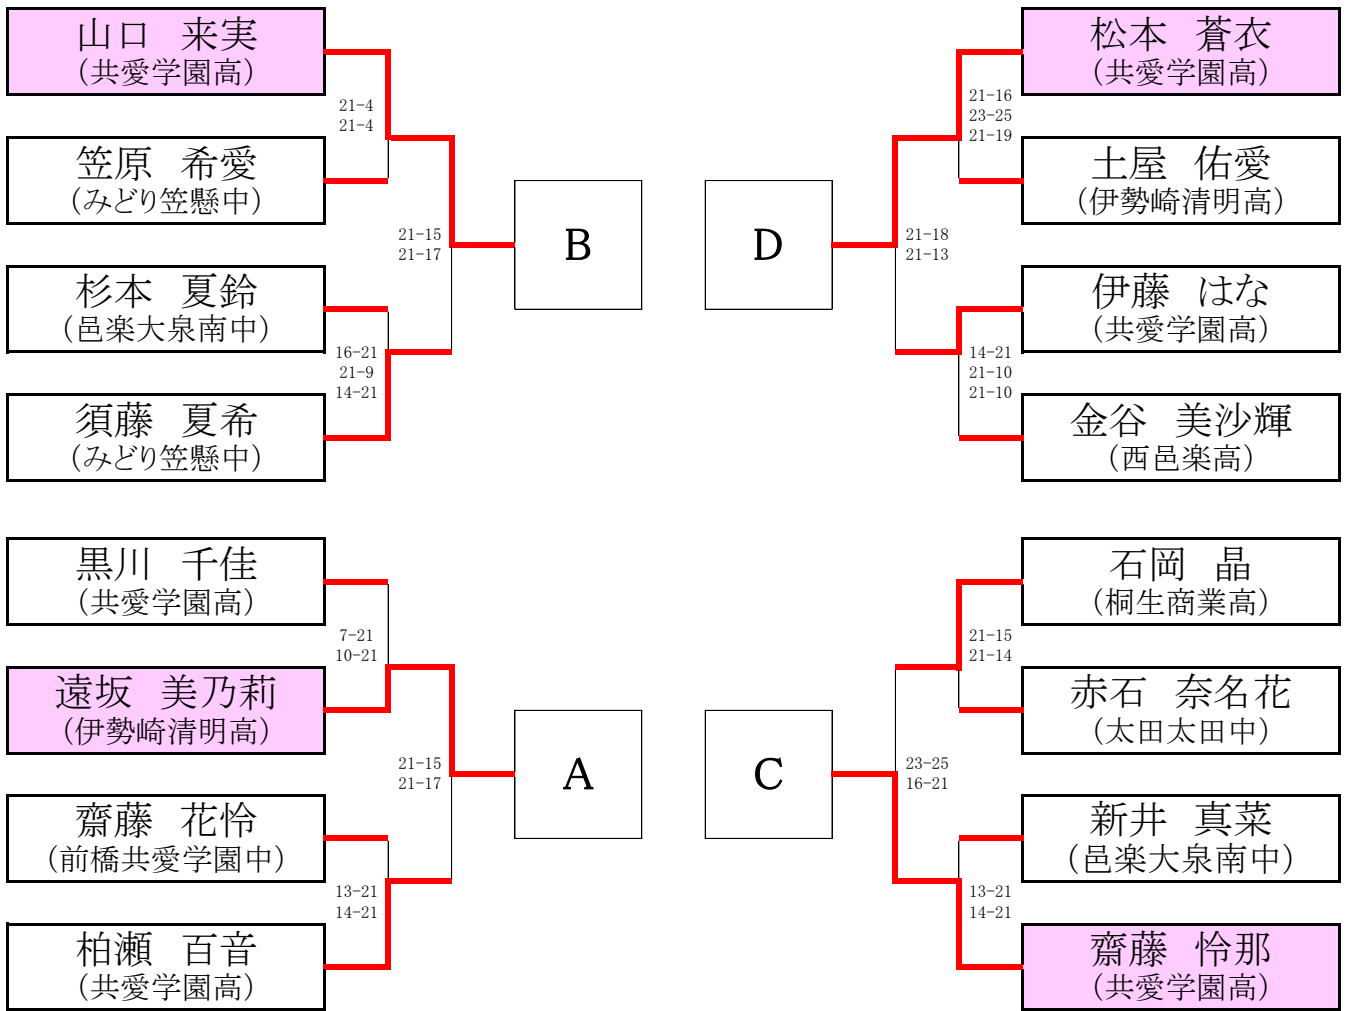 山口 来実
（共愛学園高）
21-4
21-4
笠原 希愛
（みどり笠懸中）
21-15
21-17
杉本 夏鈴
（邑楽大泉南中）
16-21
21-9
14-21
須藤 夏希
（みどり笠懸中）
B
黒川 千佳
（共愛学園高）
7-21
10-21
遠坂 美乃莉
（伊勢崎清明高）
21-15
21-17
齋藤 花怜
（前橋共愛学園中）
13-21
14-21
柏瀬 百音
（共愛学園高）
A
松本 蒼衣
（共愛学園高）
21-16
23-25
21-19
土屋 佑愛
（伊勢崎清明高）
D
21-18
21-13
伊藤 はな
（共愛学園高）
14-21
21-10
21-10
金谷 美沙輝
（西邑楽高）
石岡 晶
（桐生商業高）
21-15
21-14
赤石 奈名花
（太田太田中）
C
23-25
16-21
新井 真菜
（邑楽大泉南中）
13-21
14-21
齋藤 怜那
（共愛学園高）